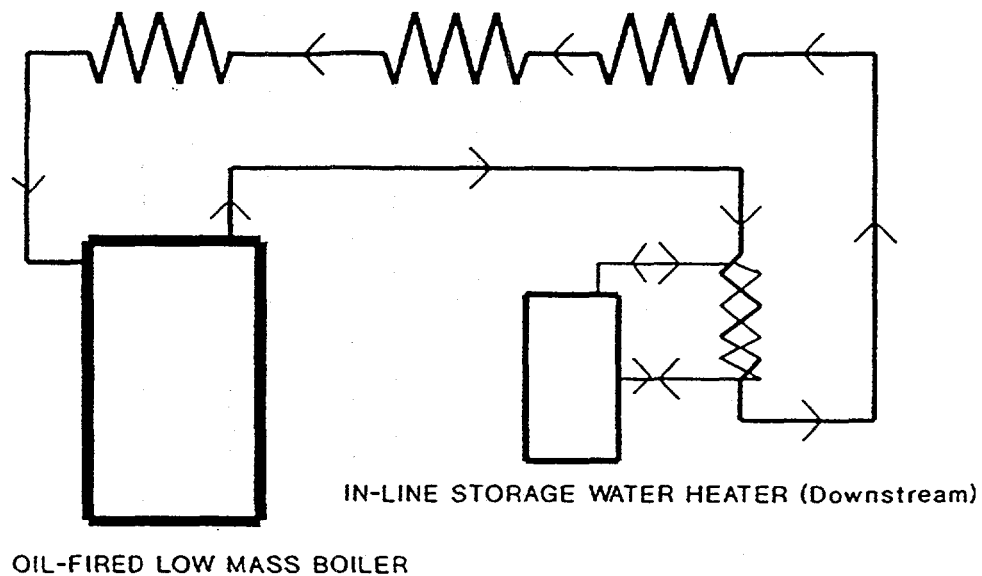 IN-LINE STORAGE WATER HEATER (Downstream)
OIL-FIRED LOW MASS BOILER